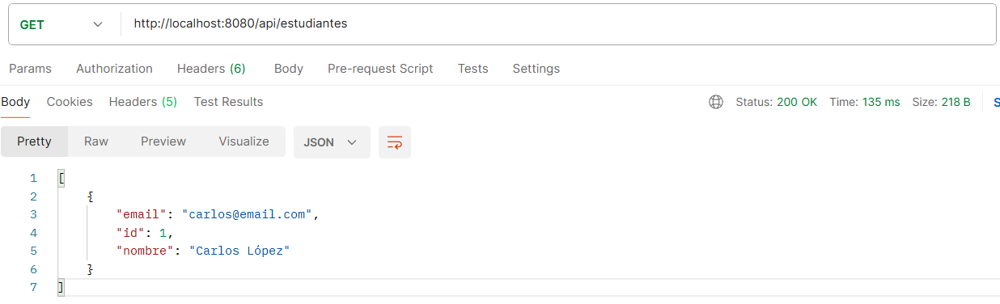 GET http://localhost:8080/api/estudiantes
Params Authorization Headers (6) Body Pre-request Script Tests Settings
Body Cookies Headers (5) Test Results Status: 200 OK Time: 135 ms Size: 218 B S
Pretty Raw Preview Visualize JSON
1 [
2 {
3 "email": "carlos@email.com",
4 "id": 1,
5 "nombre": "Carlos López"
6 }
7 ]